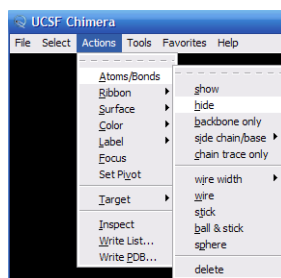 UCSF Chimera
File Select Actions Tools Favorites Help
Atoms/Bonds
Ribbon
Surface
Color
Label
Focus
Set Pivot
Target
Inspect
Write List...
Write PDB...
show
hide
backbone only
side chain/base
chain trace only
wire width
wire
stick
ball & stick
sphere
delete